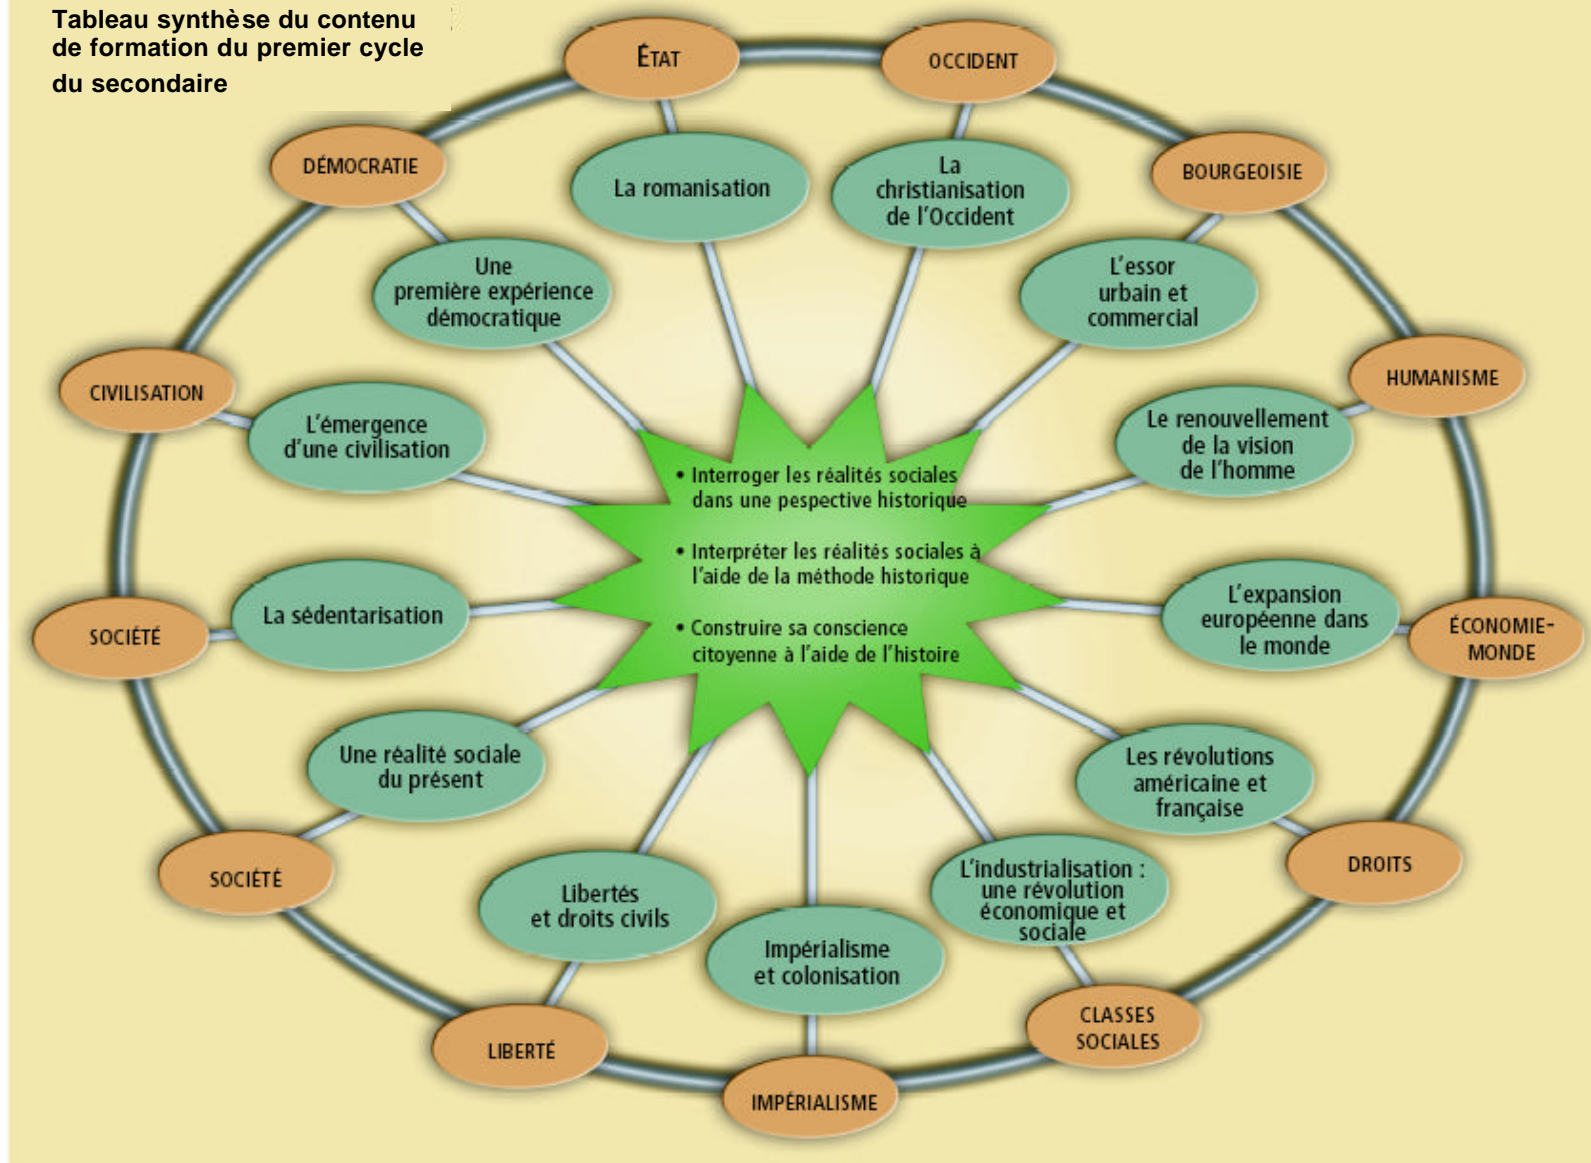 Tableau synthèse du contenu
de formation du premier cycle
du secondaire
ÉTAT
OCCIDENT
DÉMOCRATIE
La romanisation
La
christianisation
de l'Occident
BOURGEOISIE
Une
première expérience
démocratique
L'essor
urbain et
commercial
CIVILISATION
L'émergence
d'une civilisation
Le renouvellement
de la vision
de l'homme
HUMANISME
• Interroger les réalités sociales
dans une pespective historique
• Interpréter les réalités sociales à
l'aide de la méthode historique
• Construire sa conscience
citoyenne à l'aide de l'histoire
SOCIÉTÉ
La sédentarisation
L'expansion
européenne dans
le monde
ÉCONOMIE-
MONDE
Une réalité sociale
du présent
Les révolutions
américaine et
française
SOCIÉTÉ
Libertés
et droits civils
Impérialisme
et colonisation
L'industrialisation :
une révolution
économique et
sociale
DROITS
LIBERTÉ
IMPÉRIALISME
CLASSES
SOCIALES